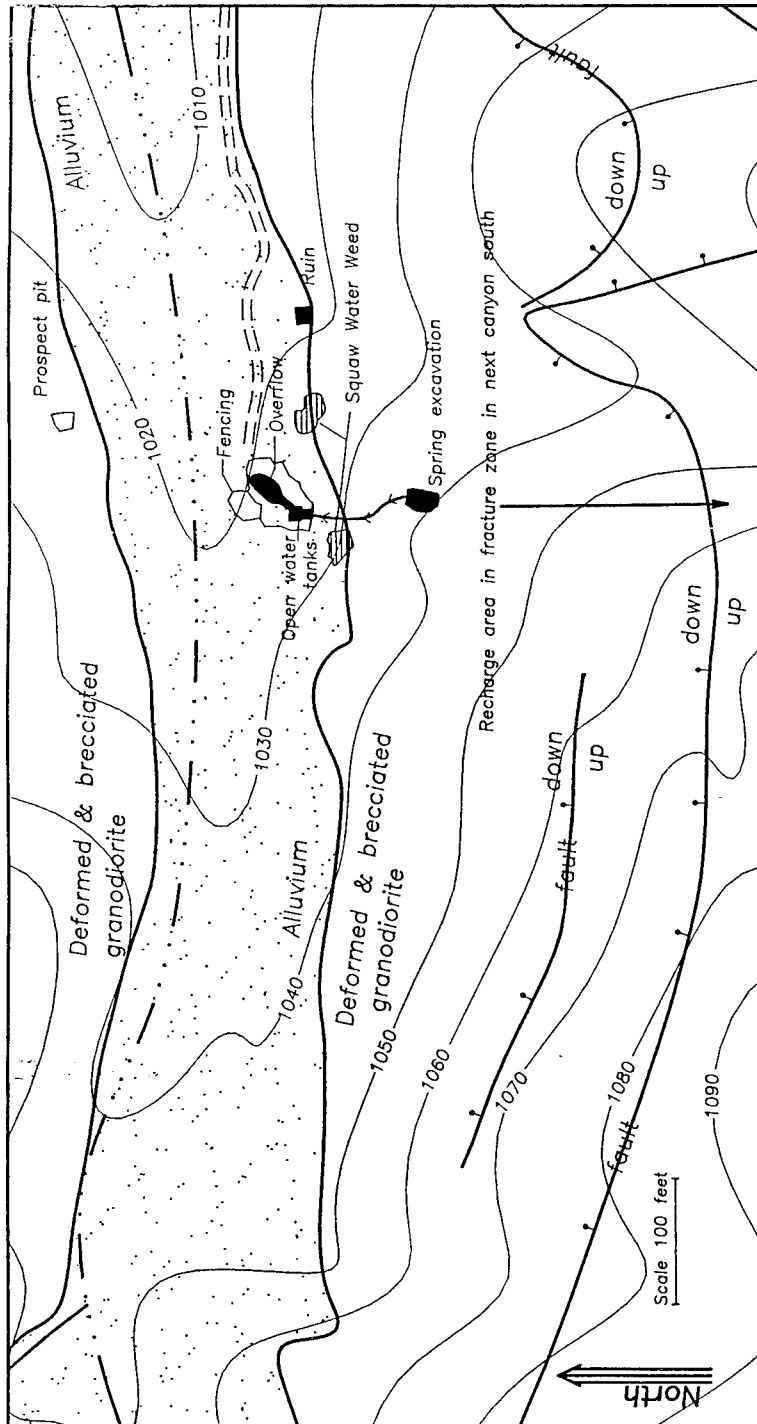 Prospect pit
Alluvium
1010
1020
Fencing
Overflow
Ruin
Squaw Water Weed
Open water
tanks
Spring excavation
Deformed & brecciated
granodiorite
1030
Alluvium
1040
Deformed & brecciated
granodiorite
1050
1060
1070
1080
1090
Recharge area in fracture zone in next canyon south
fault
down
up
fault
down
up
fault
down
up
Scale 100 feet
North